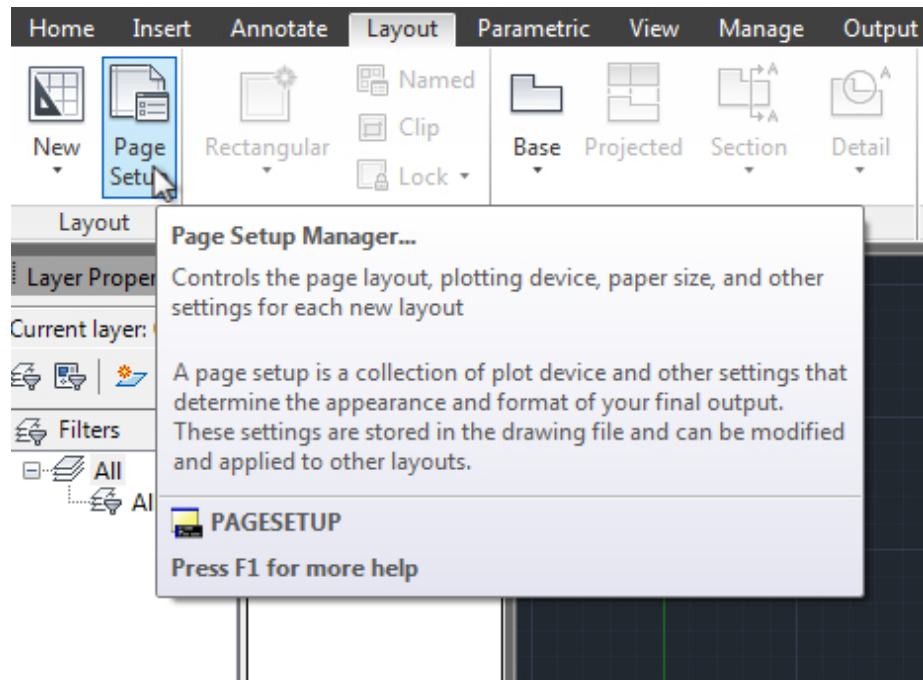 Home Insert Annotate Layout Parametric View Manage Output
Named
Clip
New Page Setup Rectangular Lock Base Projected Section Detail
Layout
Page Setup Manager...
Layer Proper
Controls the page layout, plotting device, paper size, and other
settings for each new layout
Current layer:
A page setup is a collection of plot device and other settings that
determine the appearance and format of your final output.
These settings are stored in the drawing file and can be modified
and applied to other layouts.
Filters
All
Al
PAGESETUP
Press F1 for more help